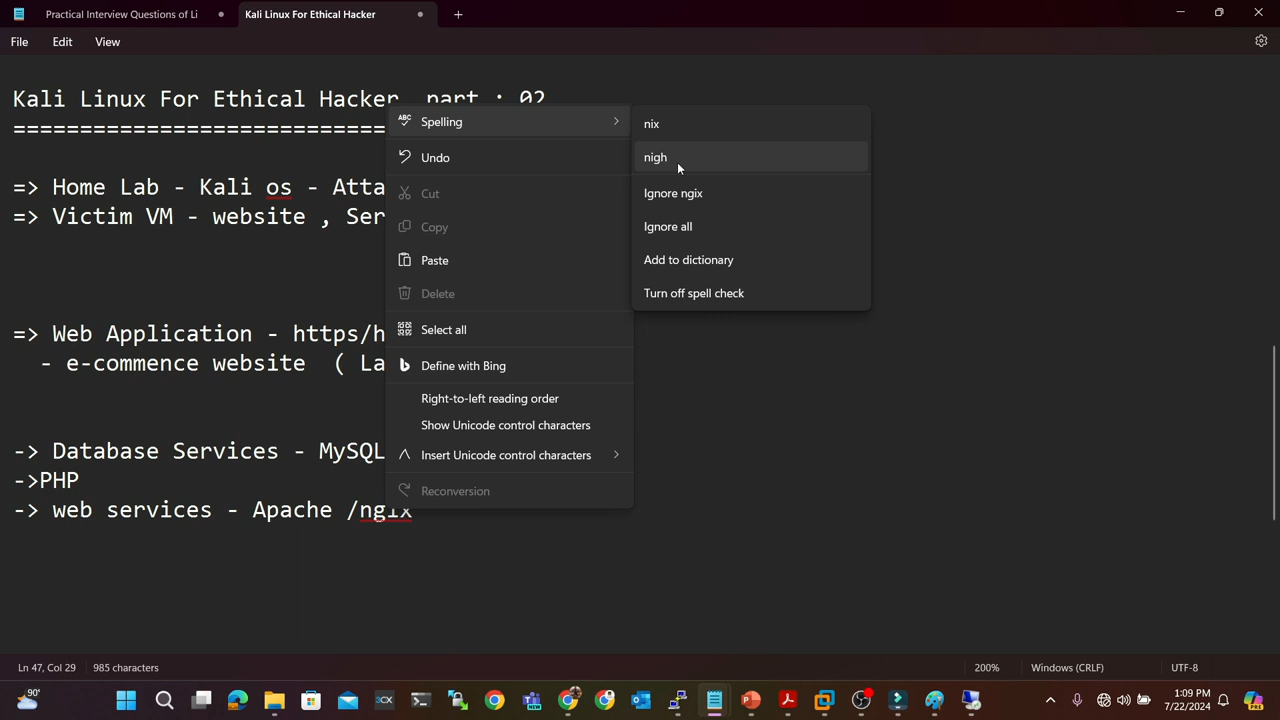 Practical Interview Questions of Li
Kali Linux For Ethical Hacker
File Edit View
Kali Linux For Ethical Hacker part : 02
==============================
=> Home Lab - Kali os - Atta
=> Victim VM - website , Ser
=> Web Application - https/h
- e-commence website ( La
-> Database Services - MySQL
->PHP
-> web services - Apache /ngix
Spelling
Undo
Cut
Copy
Paste
Delete
Select all
Define with Bing
Right-to-left reading order
Show Unicode control characters
Insert Unicode control characters
Reconversion
nix
nigh
Ignore ngix
Ignore all
Add to dictionary
Turn off spell check
Ln 47, Col 29 985 characters 200% Windows (CRLF) UTF-8
90°
1:09 PM
7/22/2024